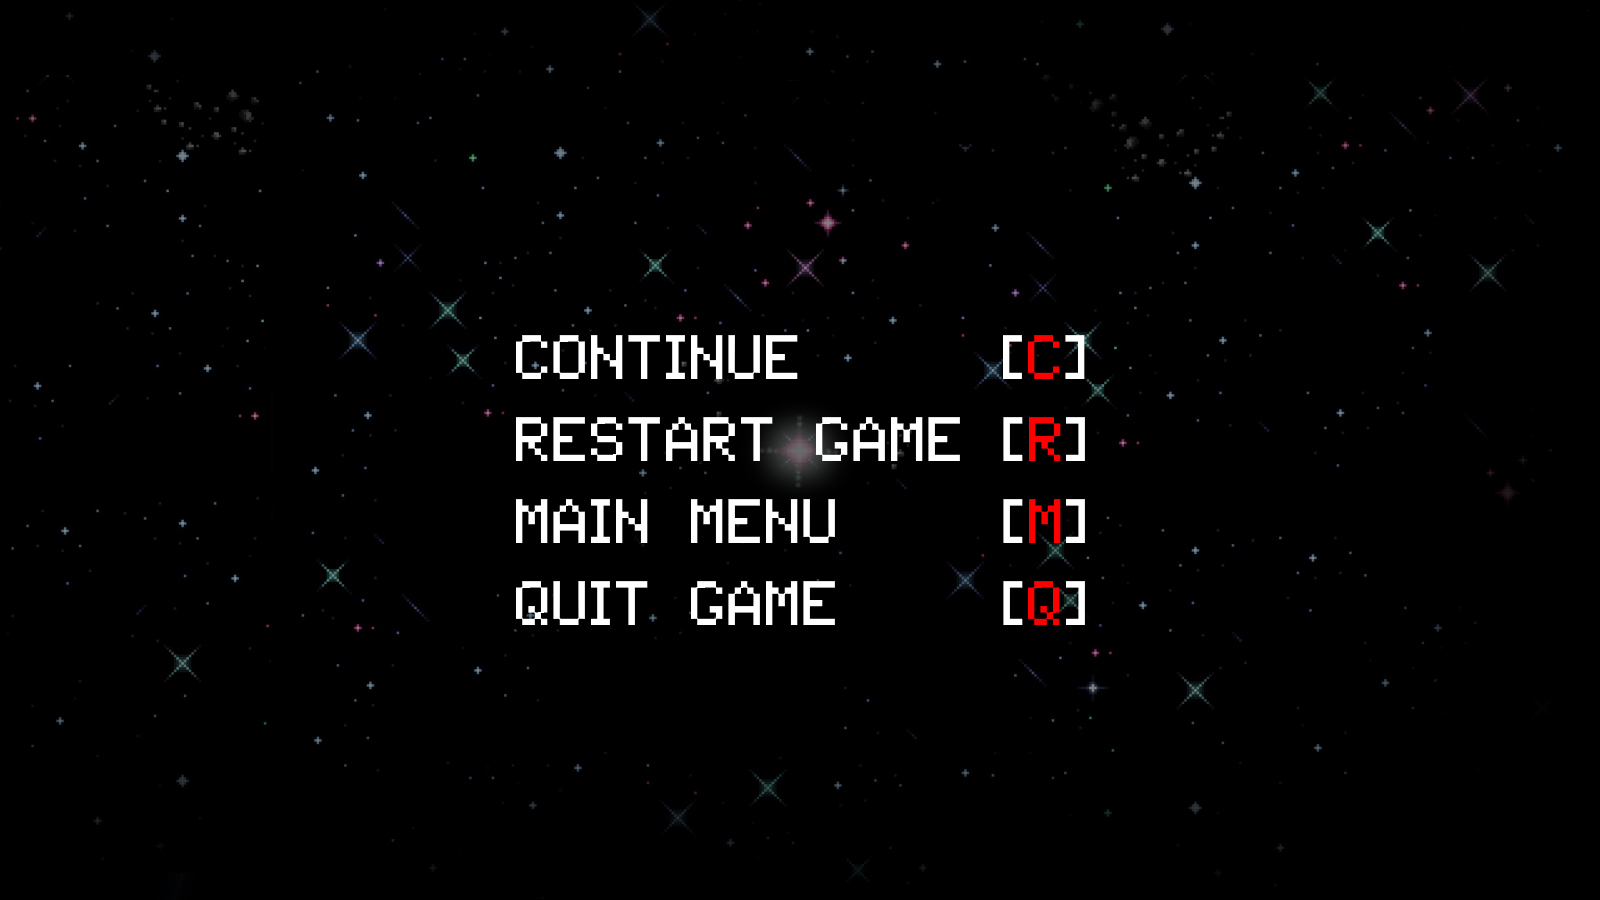 CONTINUE [C]
RESTART GAME [R]
MAIN MENU [M]
QUIT GAME [Q]